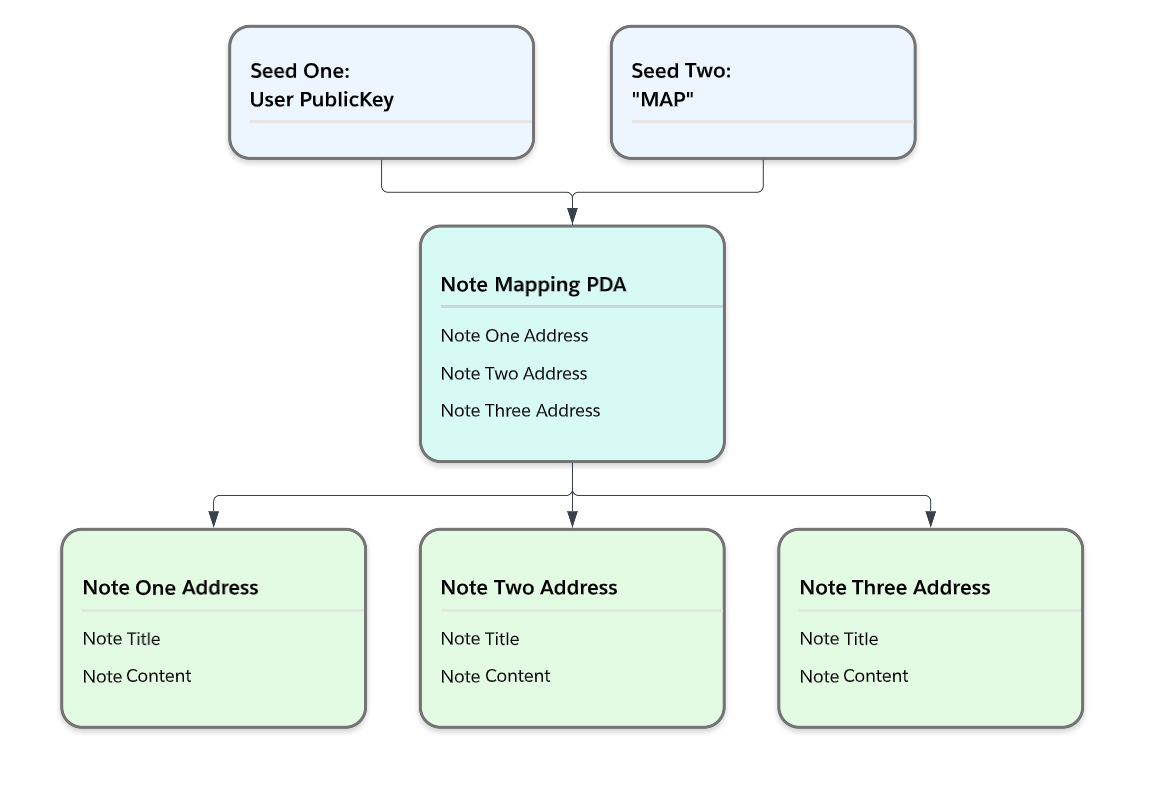 Seed One:
User PublicKey
Seed Two:
"MAP"
Note Mapping PDA
Note One Address
Note Two Address
Note Three Address
Note One Address
Note Title
Note Content
Note Two Address
Note Title
Note Content
Note Three Address
Note Title
Note Content